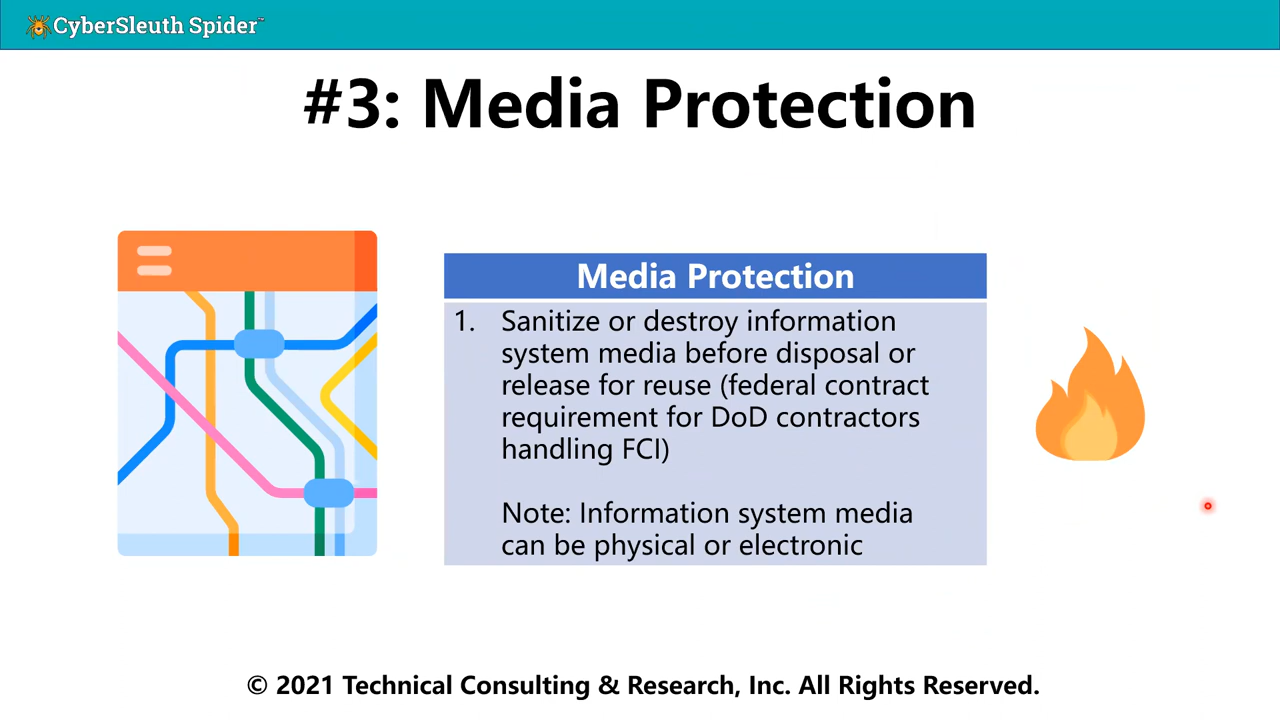 CyberSleuth Spider™
#3: Media Protection
Media Protection
1. Sanitize or destroy information
system media before disposal or
release for reuse (federal contract
requirement for DoD contractors
handling FCI)
Note: Information system media
can be physical or electronic
© 2021 Technical Consulting & Research, Inc. All Rights Reserved.